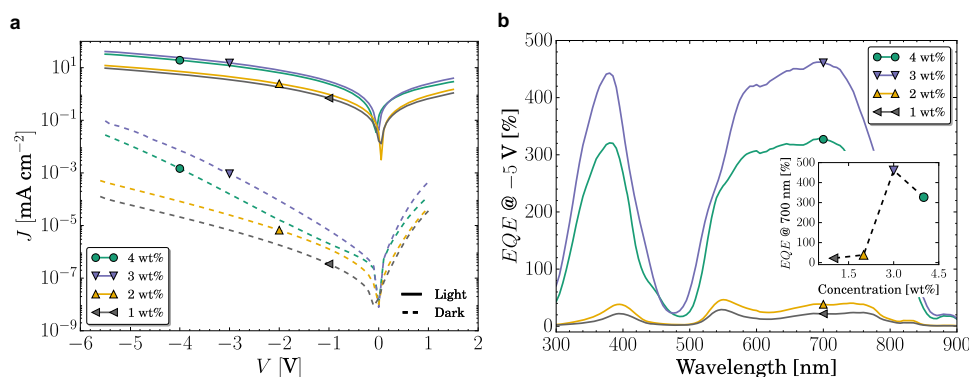 a
J [mA cm−2]
10^1
10^−1
10^−3
10^−5
10^−7
10^−9
4 wt%
3 wt%
2 wt%
1 wt%
Light
Dark
−6 −5 −4 −3 −2 −1 0 1 2
V [V]
b
EQE @ −5 V [%]
500
400
300
200
100
0
4 wt%
3 wt%
2 wt%
1 wt%
EQE @ 700 nm [%]
500
400
300
200
100
0
1.5 3.0 4.5
Concentration [wt%]
300 400 500 600 700 800 900
Wavelength [nm]